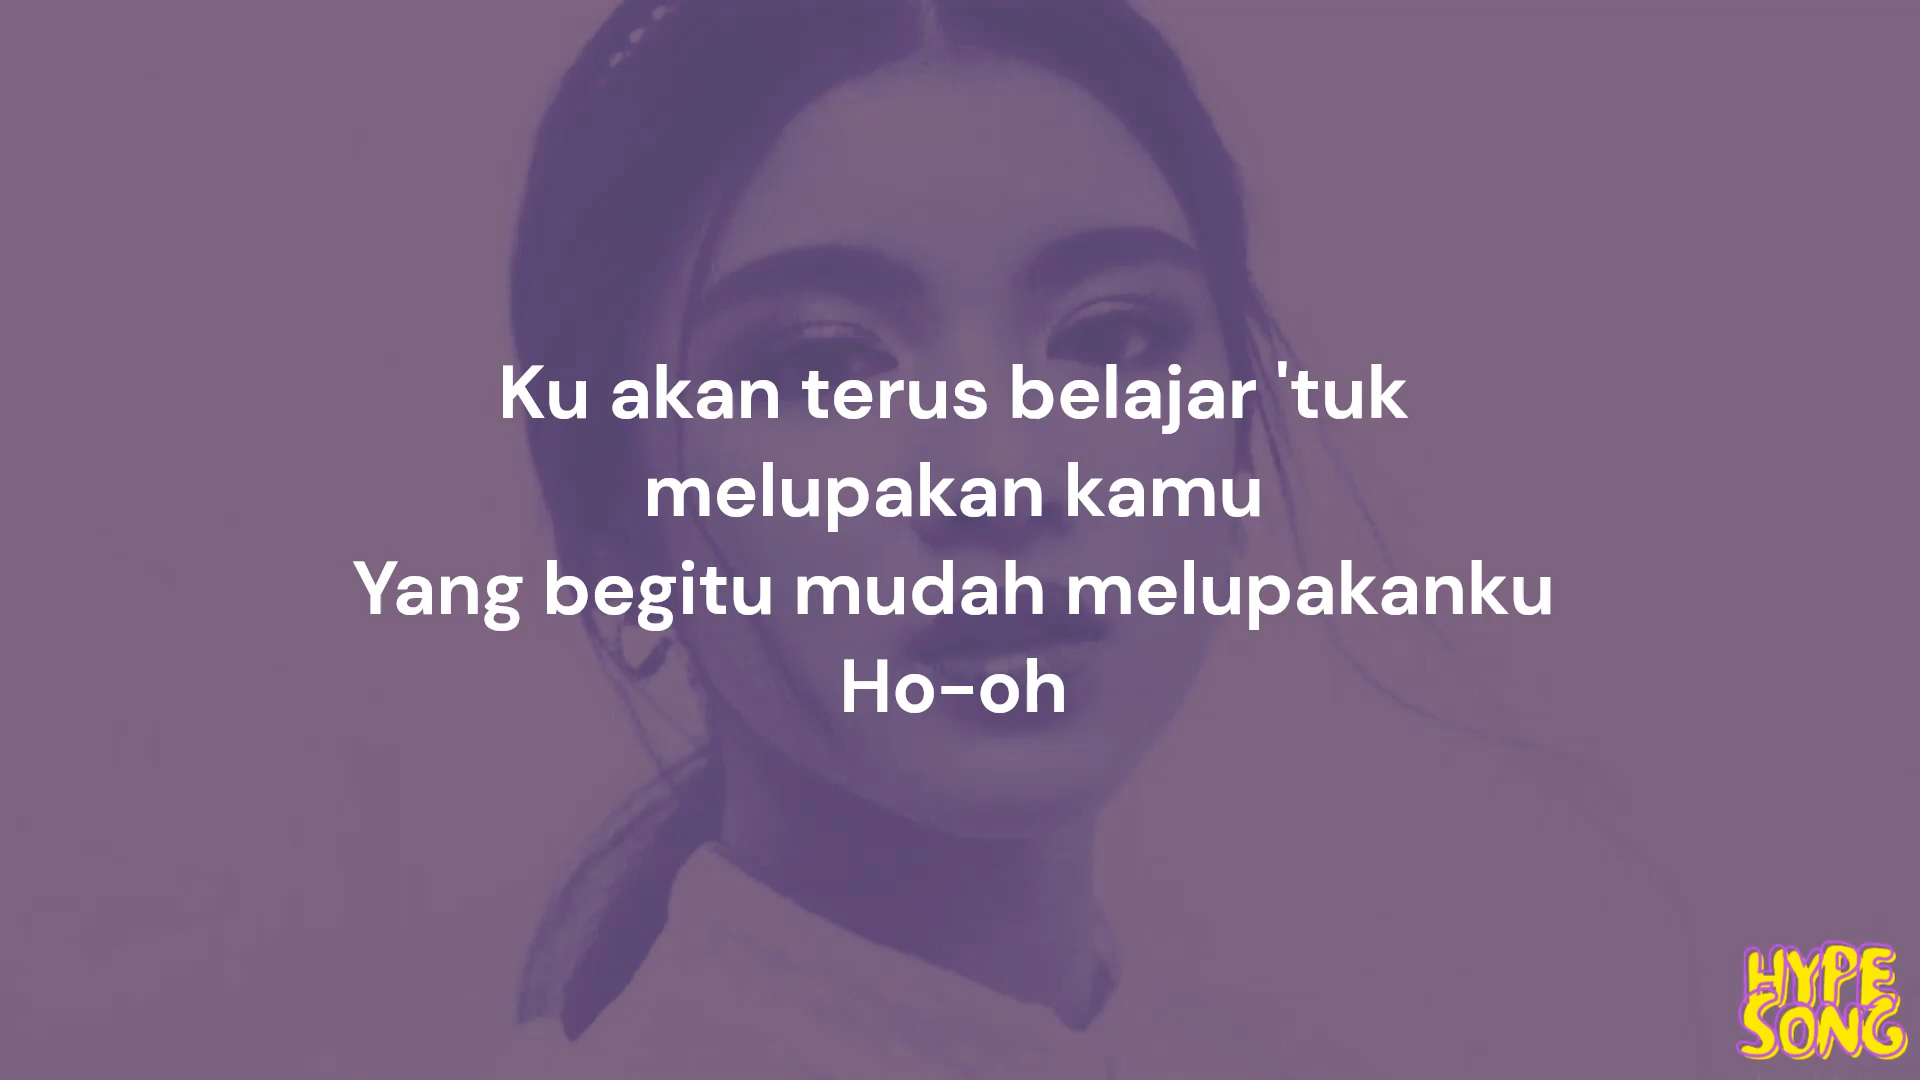 Ku akan terus belajar 'tuk
melupakan kamu
Yang begitu mudah melupakanku
Ho-oh
HYPE
SONG